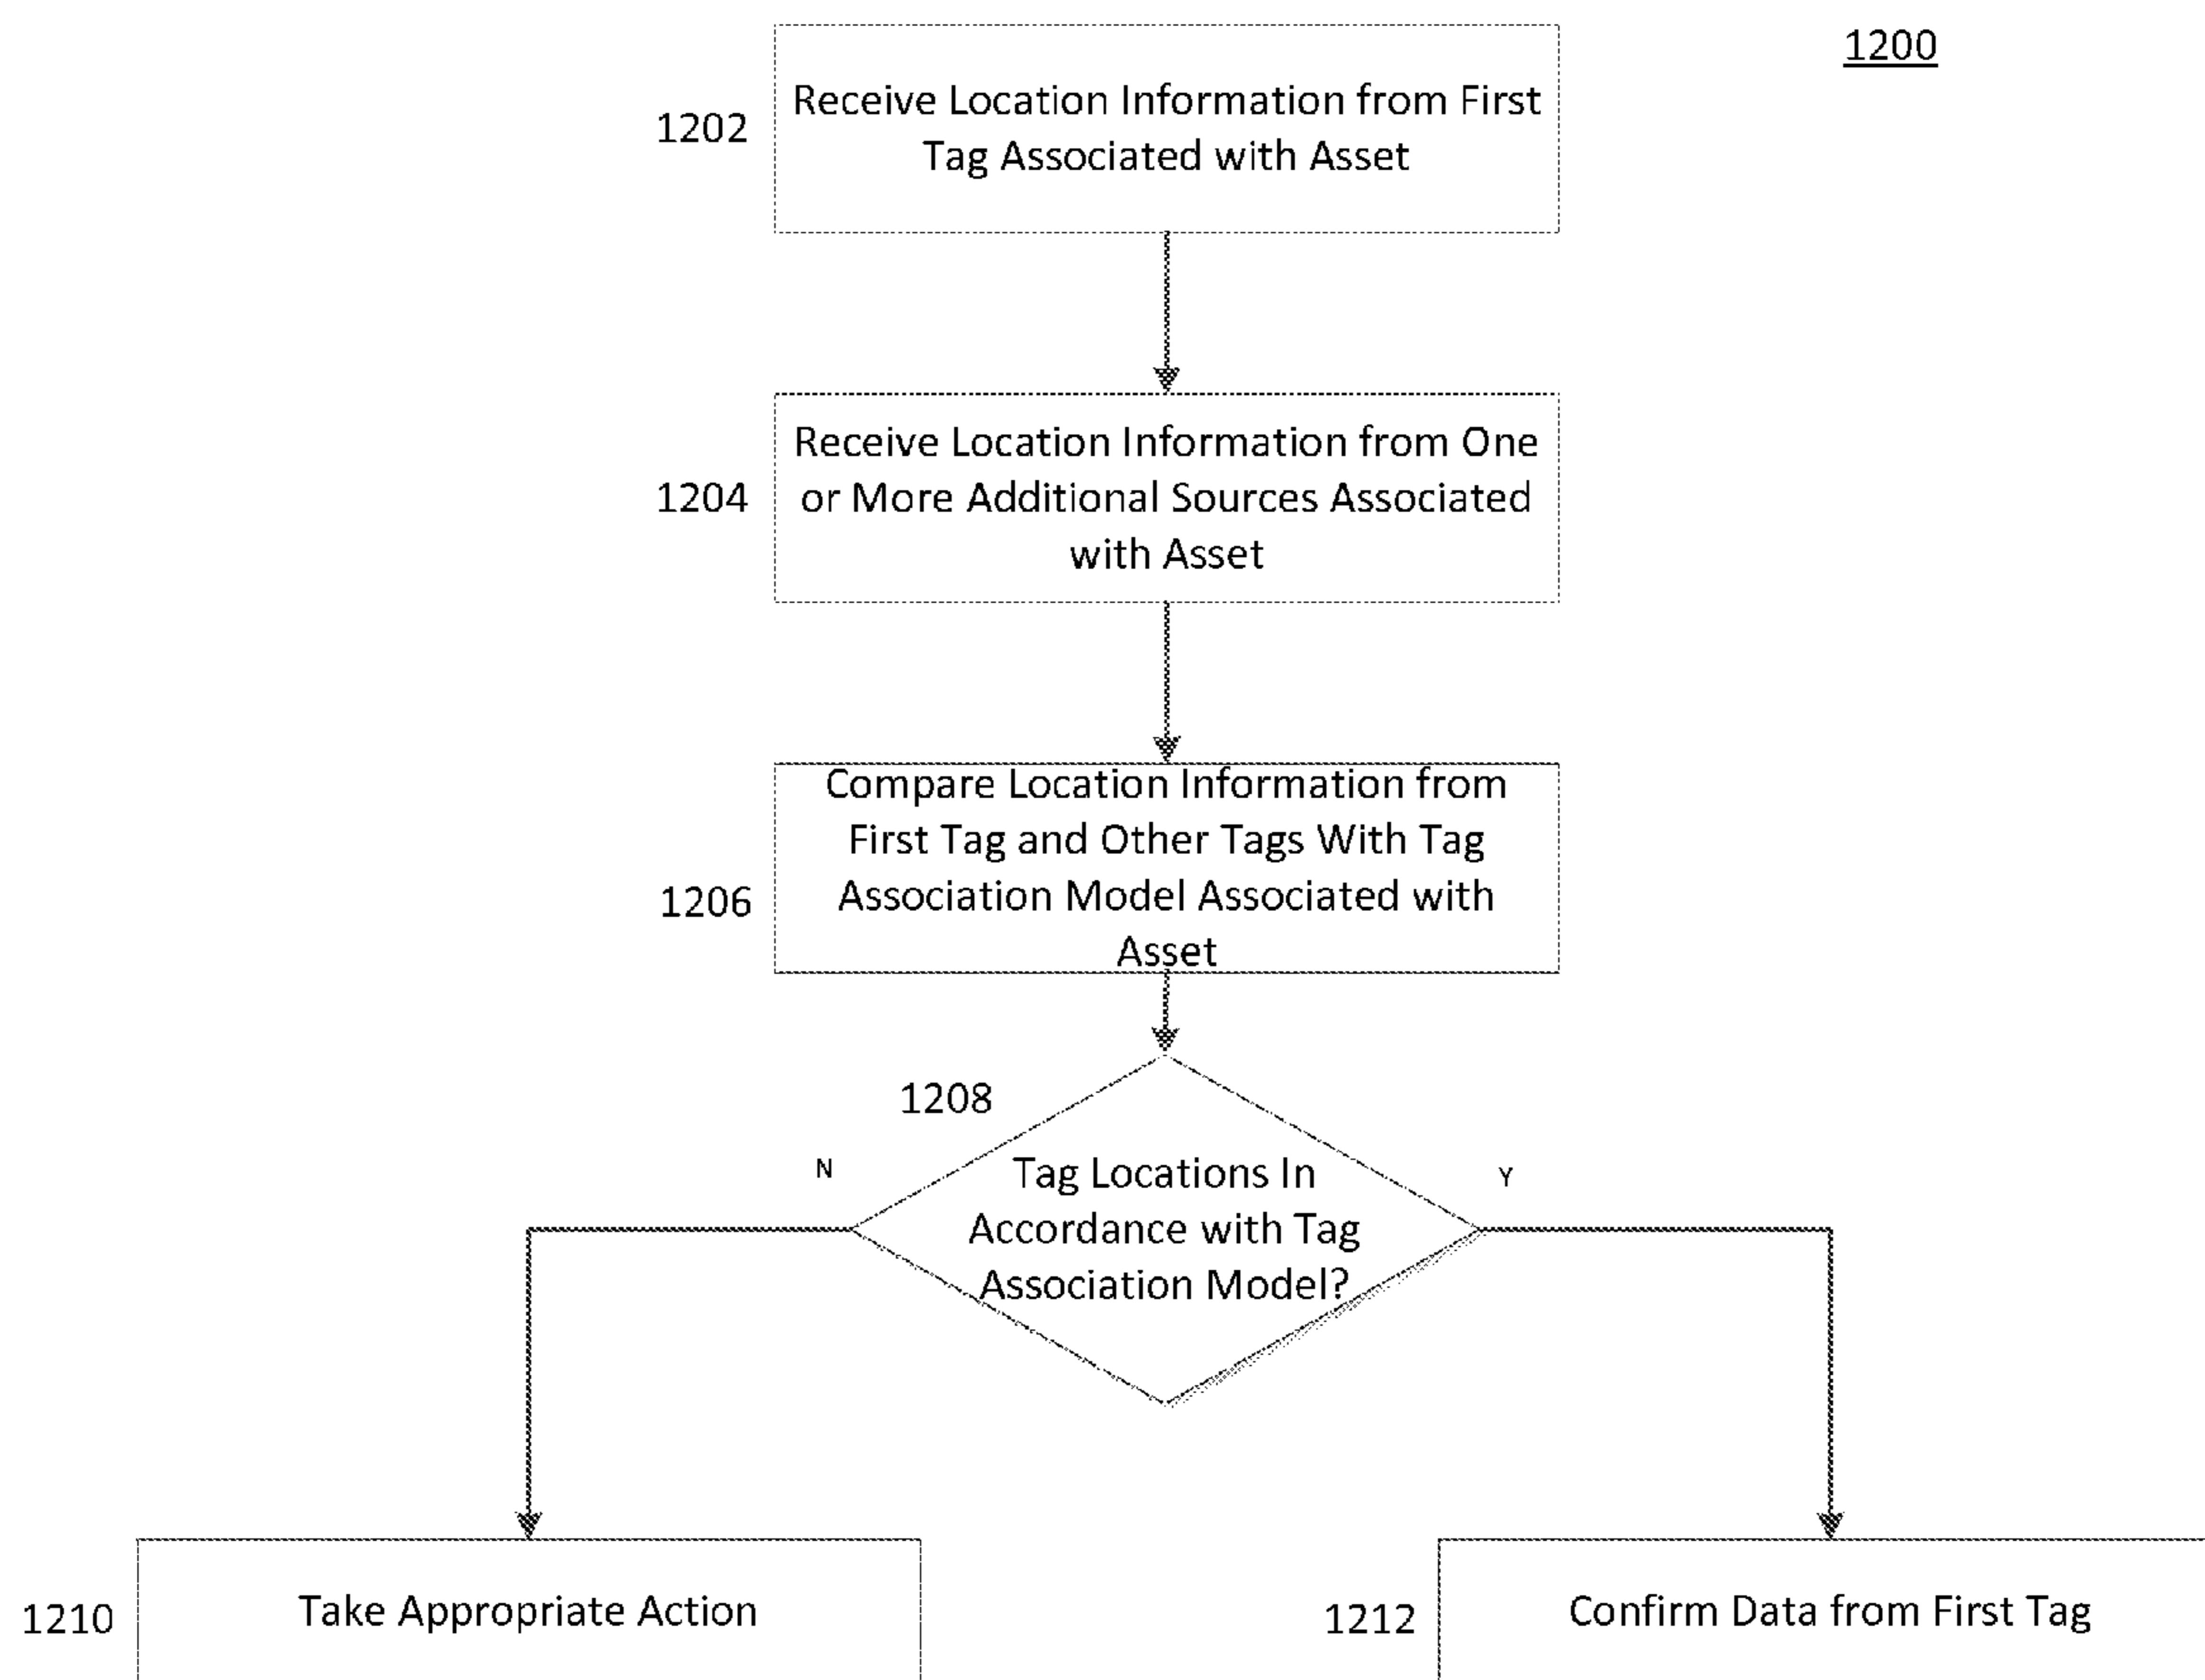 1200
1202
Receive Location Information from First
Tag Associated with Asset
1204
Receive Location Information from One
or More Additional Sources Associated
with Asset
1206
Compare Location Information from
First Tag and Other Tags With Tag
Association Model Associated with
Asset
1208
Tag Locations In
Accordance with Tag
Association Model?
N
Y
1210
Take Appropriate Action
1212
Confirm Data from First Tag